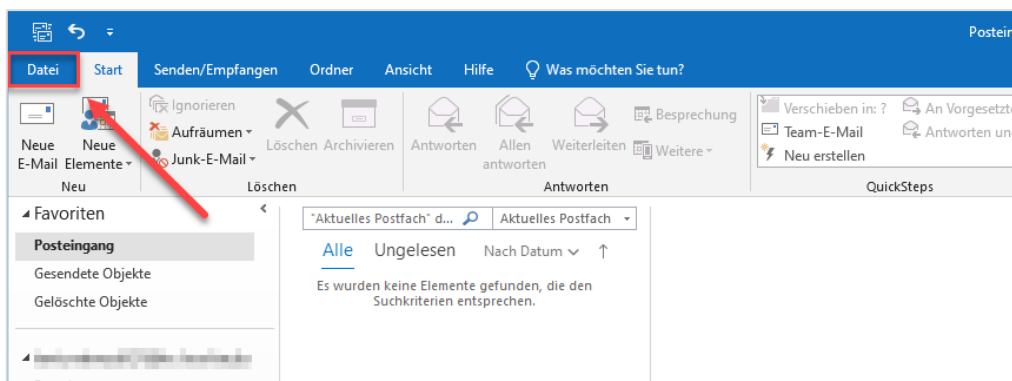 Postein
Datei Start Senden/Empfangen Ordner Ansicht Hilfe Was möchten Sie tun?
Neue E-Mail
Neue Elemente
Neu
Ignorieren
Aufräumen
Junk-E-Mail
Löschen Archivieren
Löschen
Antworten
Allen antworten
Weiterleiten
Besprechung
Weitere
Antworten
Verschieben in: ?
Team-E-Mail
Neu erstellen
An Vorgesetzte
Antworten un
QuickSteps
Favoriten
Posteingang
Gesendete Objekte
Gelöschte Objekte
"Aktuelles Postfach" d... Aktuelles Postfach
Alle Ungelesen Nach Datum
Es wurden keine Elemente gefunden, die den
Suchkriterien entsprechen.